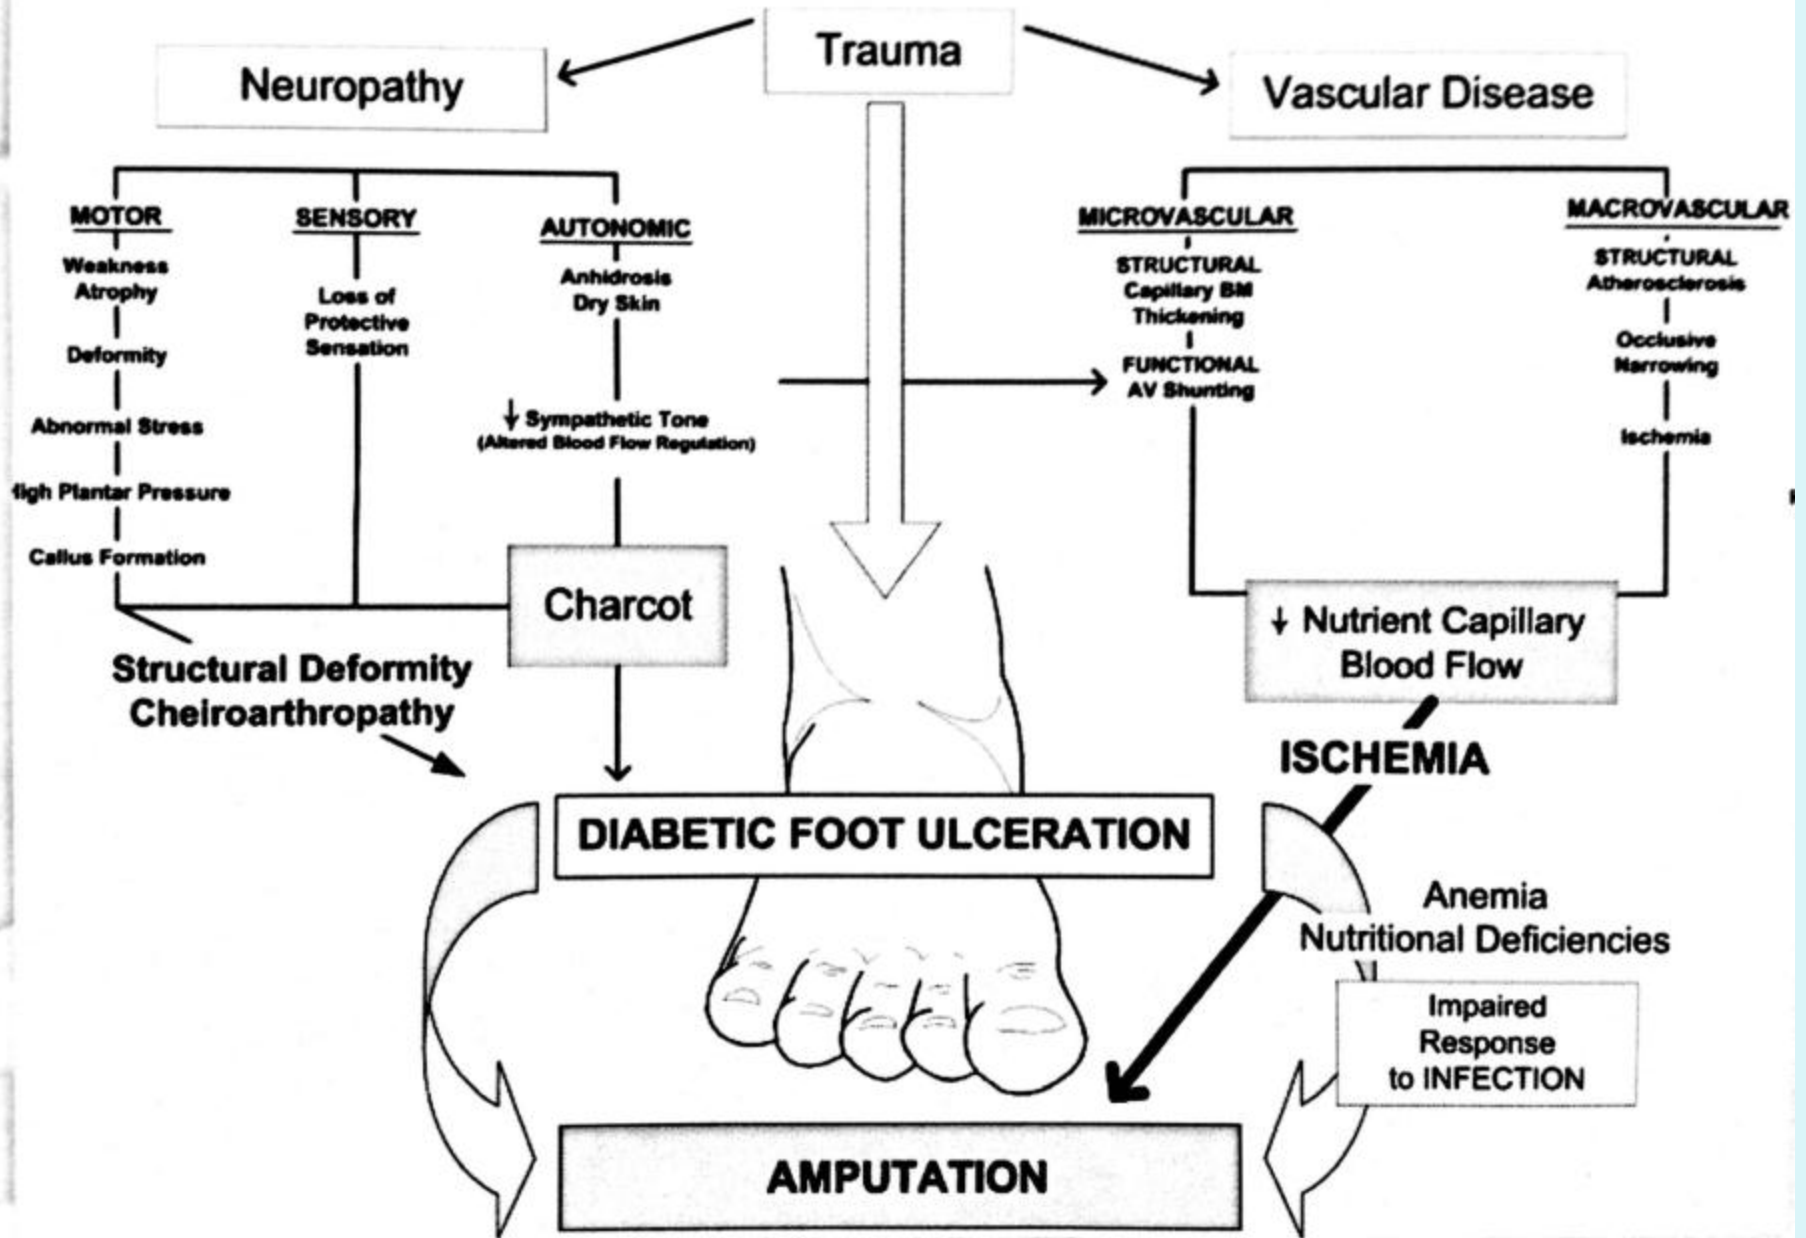 Trauma
Neuropathy
Vascular Disease
MOTOR
Weakness
Atrophy
Deformity
Abnormal Stress
High Plantar Pressure
Callus Formation
SENSORY
Loss of
Protective
Sensation
AUTONOMIC
Anhidrosis
Dry Skin
↓ Sympathetic Tone
(Altered Blood Flow Regulation)
Charcot
Structural Deformity
Cheiroarthropathy
MICROVASCULAR
STRUCTURAL
Capillary BM
Thickening
FUNCTIONAL
AV Shunting
MACROVASCULAR
STRUCTURAL
Atherosclerosis
Occlusive
Narrowing
Ischemia
↓ Nutrient Capillary
Blood Flow
ISCHEMIA
DIABETIC FOOT ULCERATION
Anemia
Nutritional Deficiencies
Impaired
Response
to INFECTION
AMPUTATION